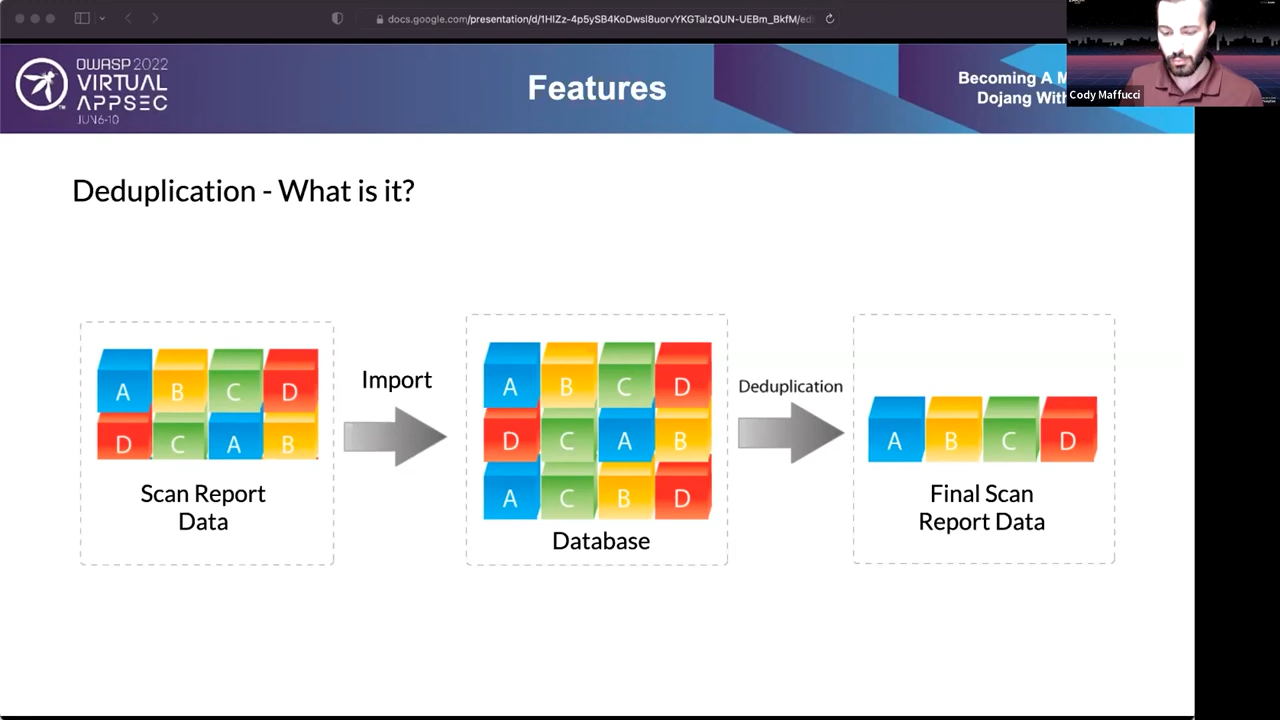 docs.google.com/presentation/d/1HIZz-4p5ySB4KoDwsl8uorvYKGTalzQUN-UEBm_BkfM/ed
OWASP 2022
VIRTUAL
APPSEC
JUN 6-10
TM
Features
Becoming A M
Dojang With
Cody Maffucci
Deduplication - What is it?
A B C D
D C A B
Scan Report
Data
Import
A B C D
D C A B
A C B D
Database
Deduplication
A B C D
Final Scan
Report Data